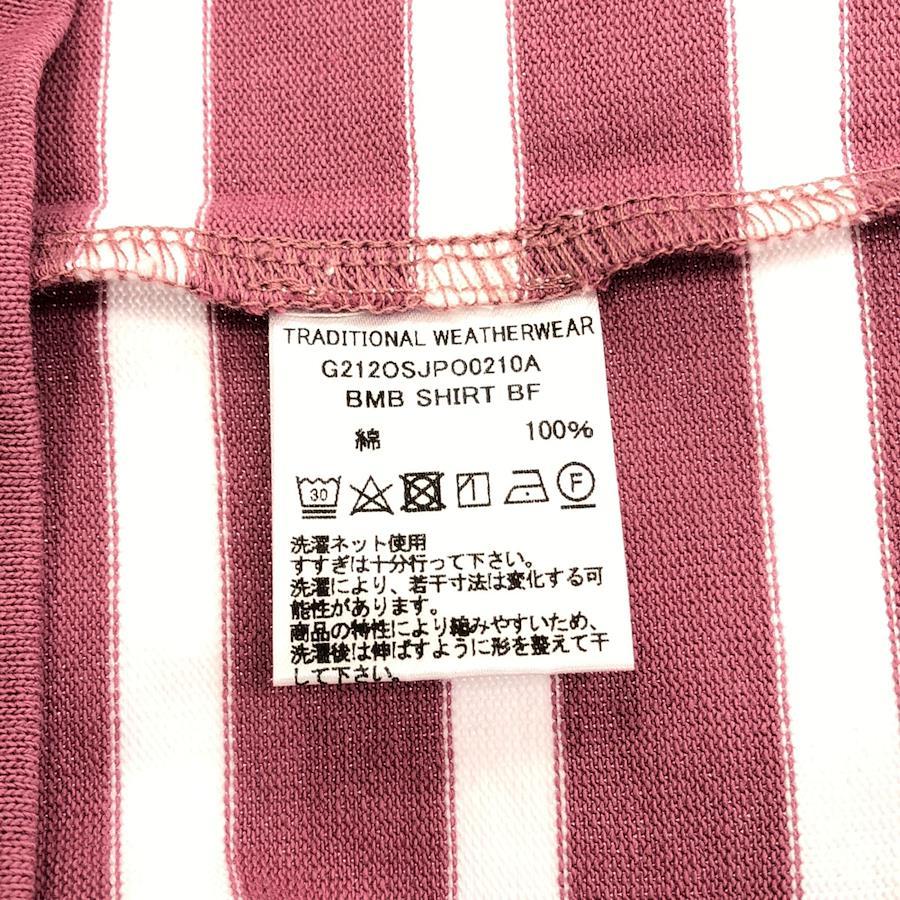 TRADITIONAL WEATHERWEAR
G212OSJPO0210A
BMB SHIRT BF
綿 100%
30 F
洗濯ネット使用
すすぎは十分行って下さい。
洗濯により、若干寸法は変化する可
能性があります。
商品の特性により縮みやすいため、
洗濯後は伸ばすように形を整えて干
して下さい。